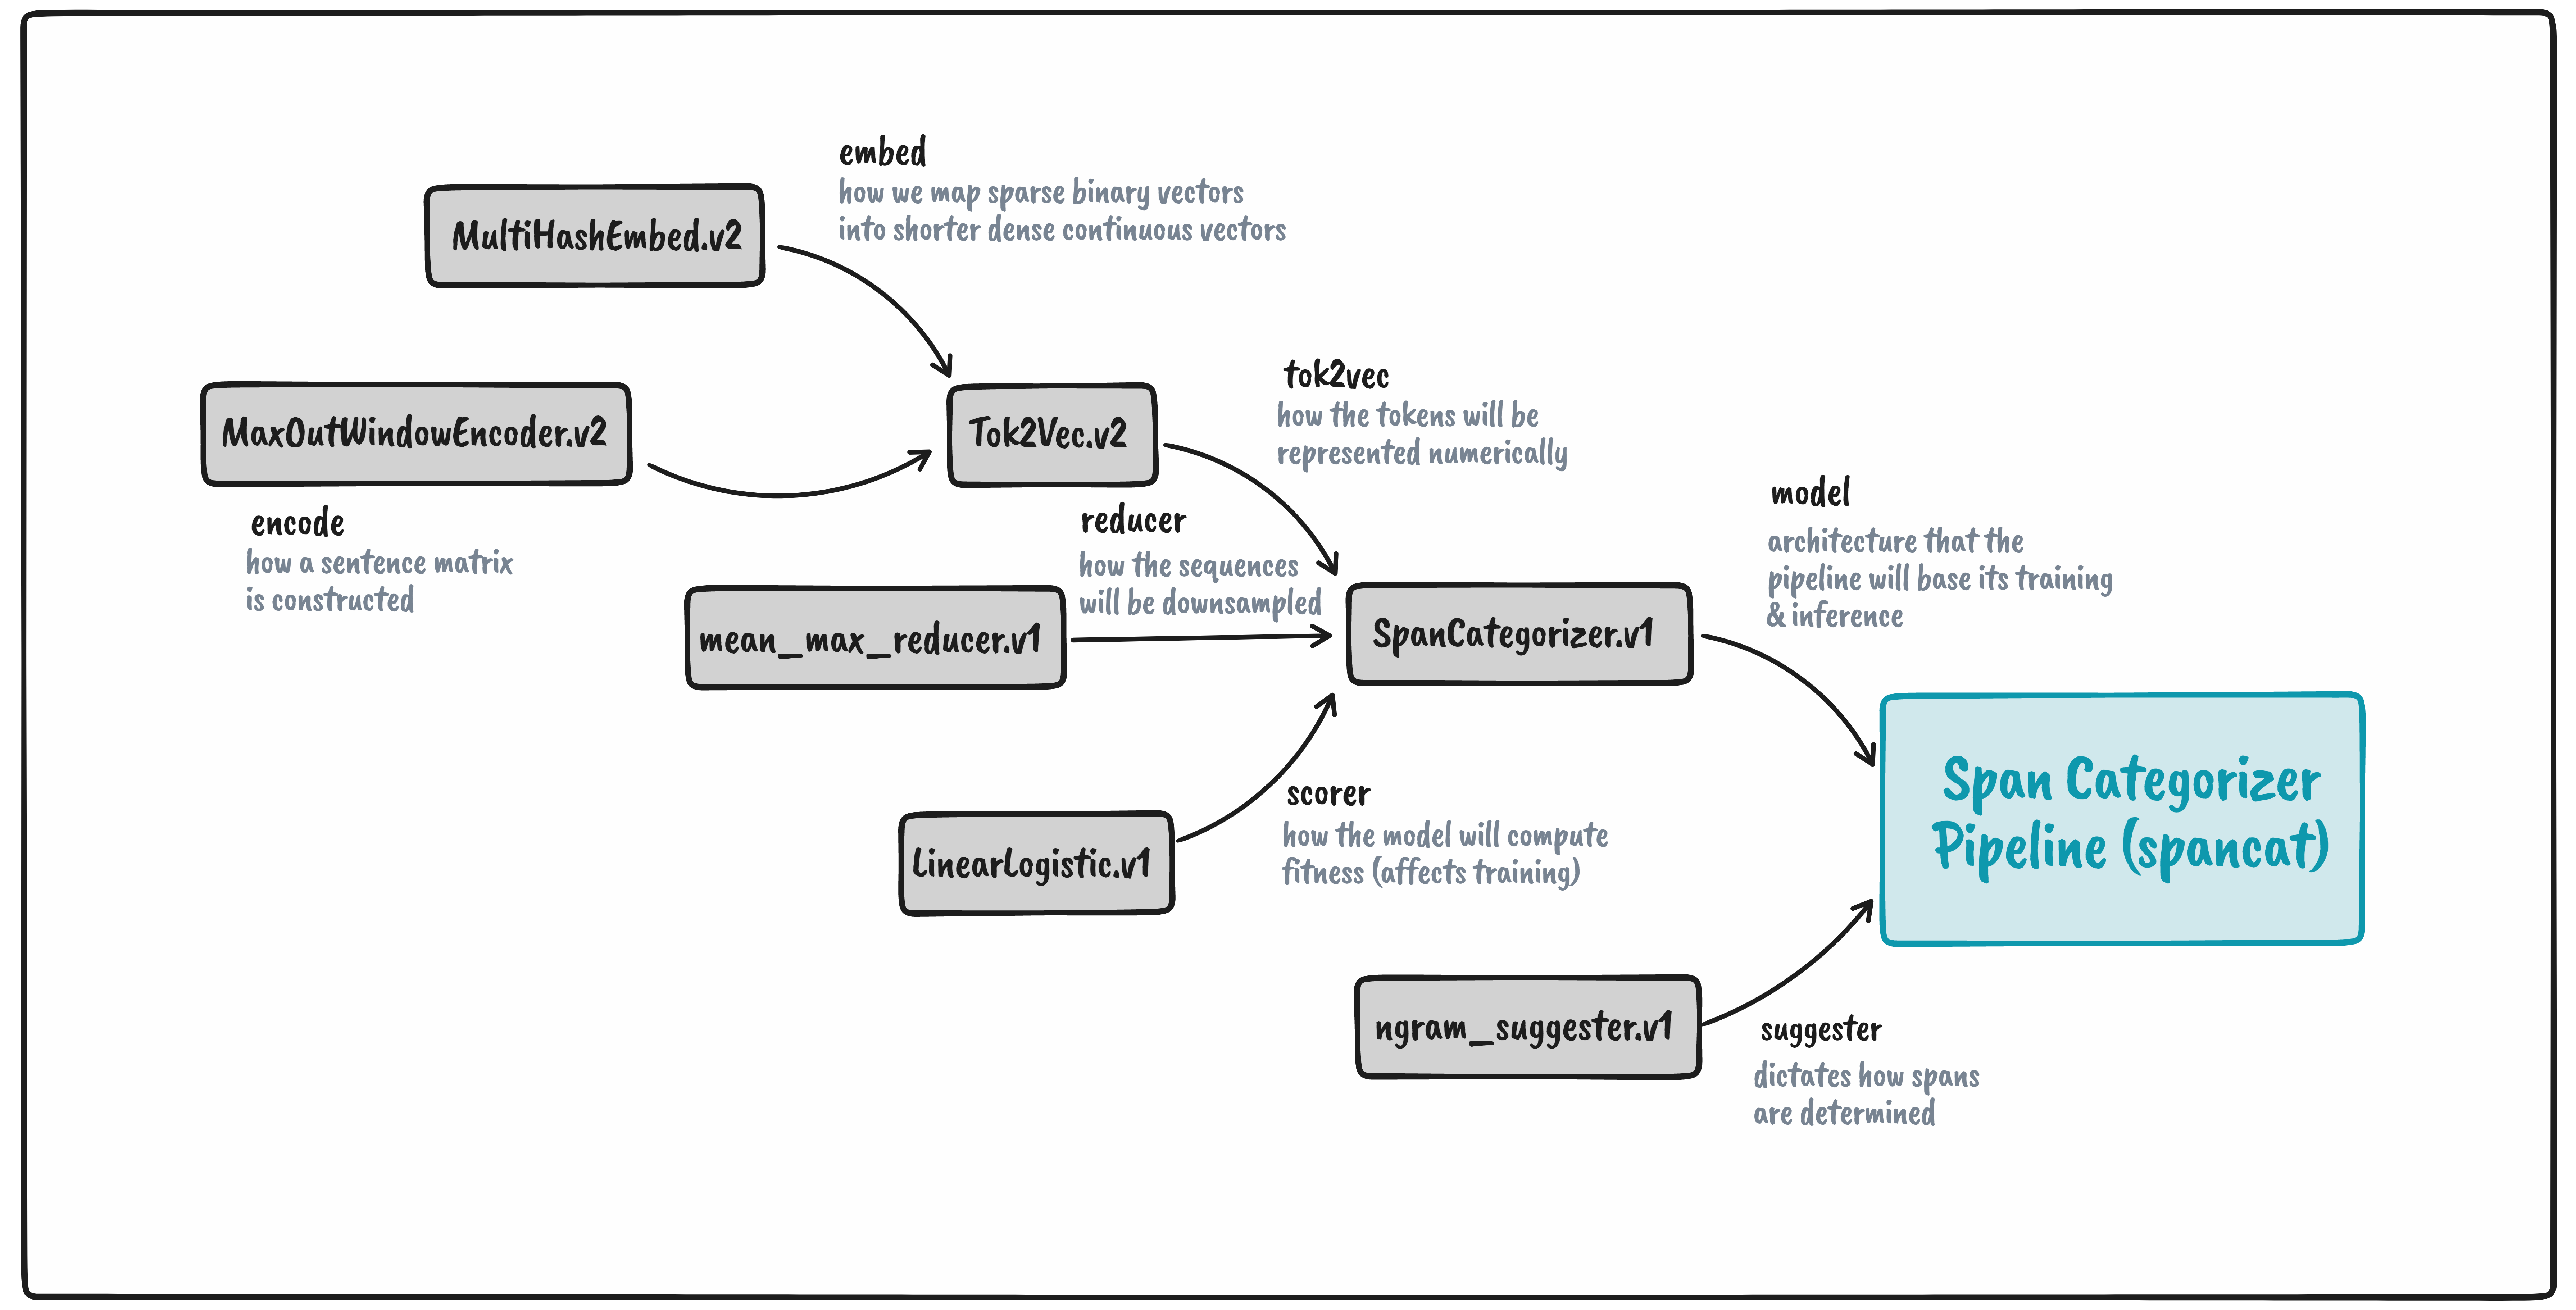 embed
how we map sparse binary vectors
into shorter dense continuous vectors
MultiHashEmbed.v2
MaxOutWindowEncoder.v2
encode
how a sentence matrix
is constructed
Tok2Vec.v2
tok2vec
how the tokens will be
represented numerically
reducer
how the sequences
will be downsampled
mean_max_reducer.v1
SpanCategorizer.v1
model
architecture that the
pipeline will base its training
& inference
LinearLogistic.v1
scorer
how the model will compute
fitness (affects training)
Span Categorizer
Pipeline (spancat)
ngram_suggester.v1
suggester
dictates how spans
are determined